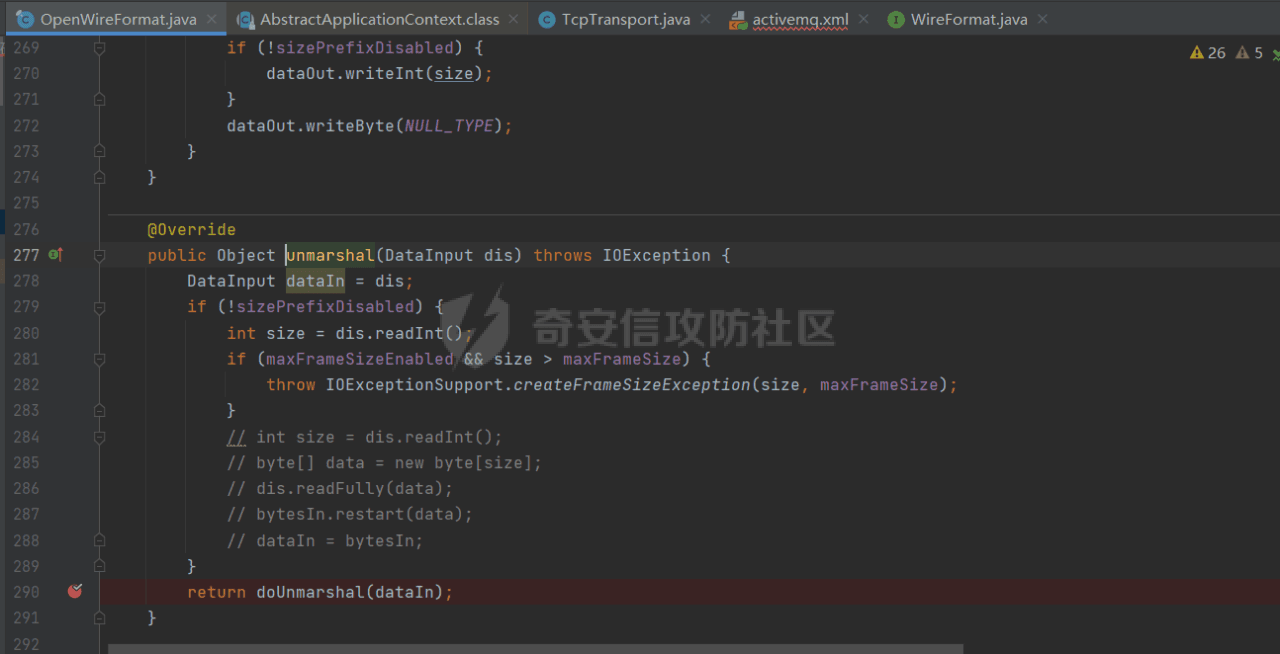 OpenWireFormat.java AbstractApplicationContext.class TcpTransport.java activemq.xml WireFormat.java
269 if (!sizePrefixDisabled) { 26 5
270 dataOut.writeInt(size);
271 }
272 dataOut.writeByte(NULL_TYPE);
273 }
274 }
275
276 @Override
277 public Object unmarshal(DataInput dis) throws IOException {
278 DataInput dataIn = dis;
279 if (!sizePrefixDisabled) {
280 int size = dis.readInt();
奇安信攻防社区
281 if (maxFrameSizeEnabled && size > maxFrameSize) {
282 throw IOExceptionSupport.createFrameSizeException(size, maxFrameSize);
283 }
284 // int size = dis.readInt();
285 // byte[] data = new byte[size];
286 // dis.readFully(data);
287 // bytesIn.restart(data);
288 // dataIn = bytesIn;
289 }
290 return doUnmarshal(dataIn);
291 }
292